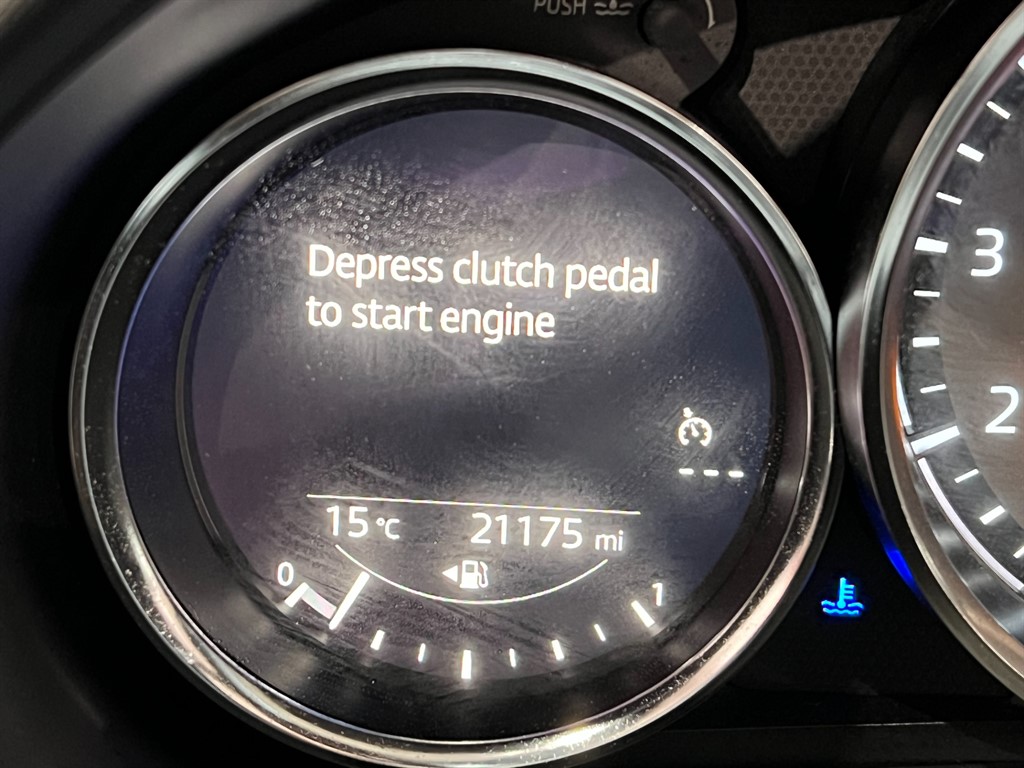 PUSH
Depress clutch pedal
to start engine
3
2
15 °C 21175 mi
0 1